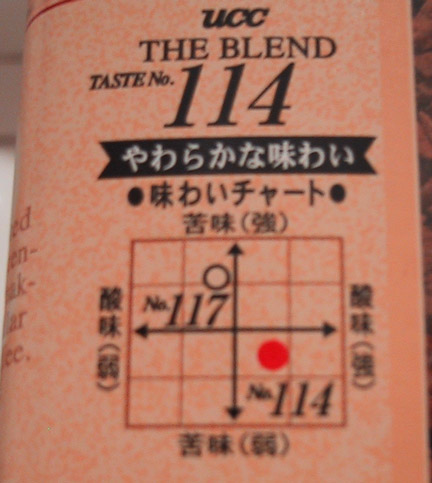 UCC
THE BLEND
TASTE No. 114
やわらかな味わい
●味わいチャート●
苦味(強)
酸味(弱)
No.117
酸味(強)
No.114
苦味(弱)
ee.